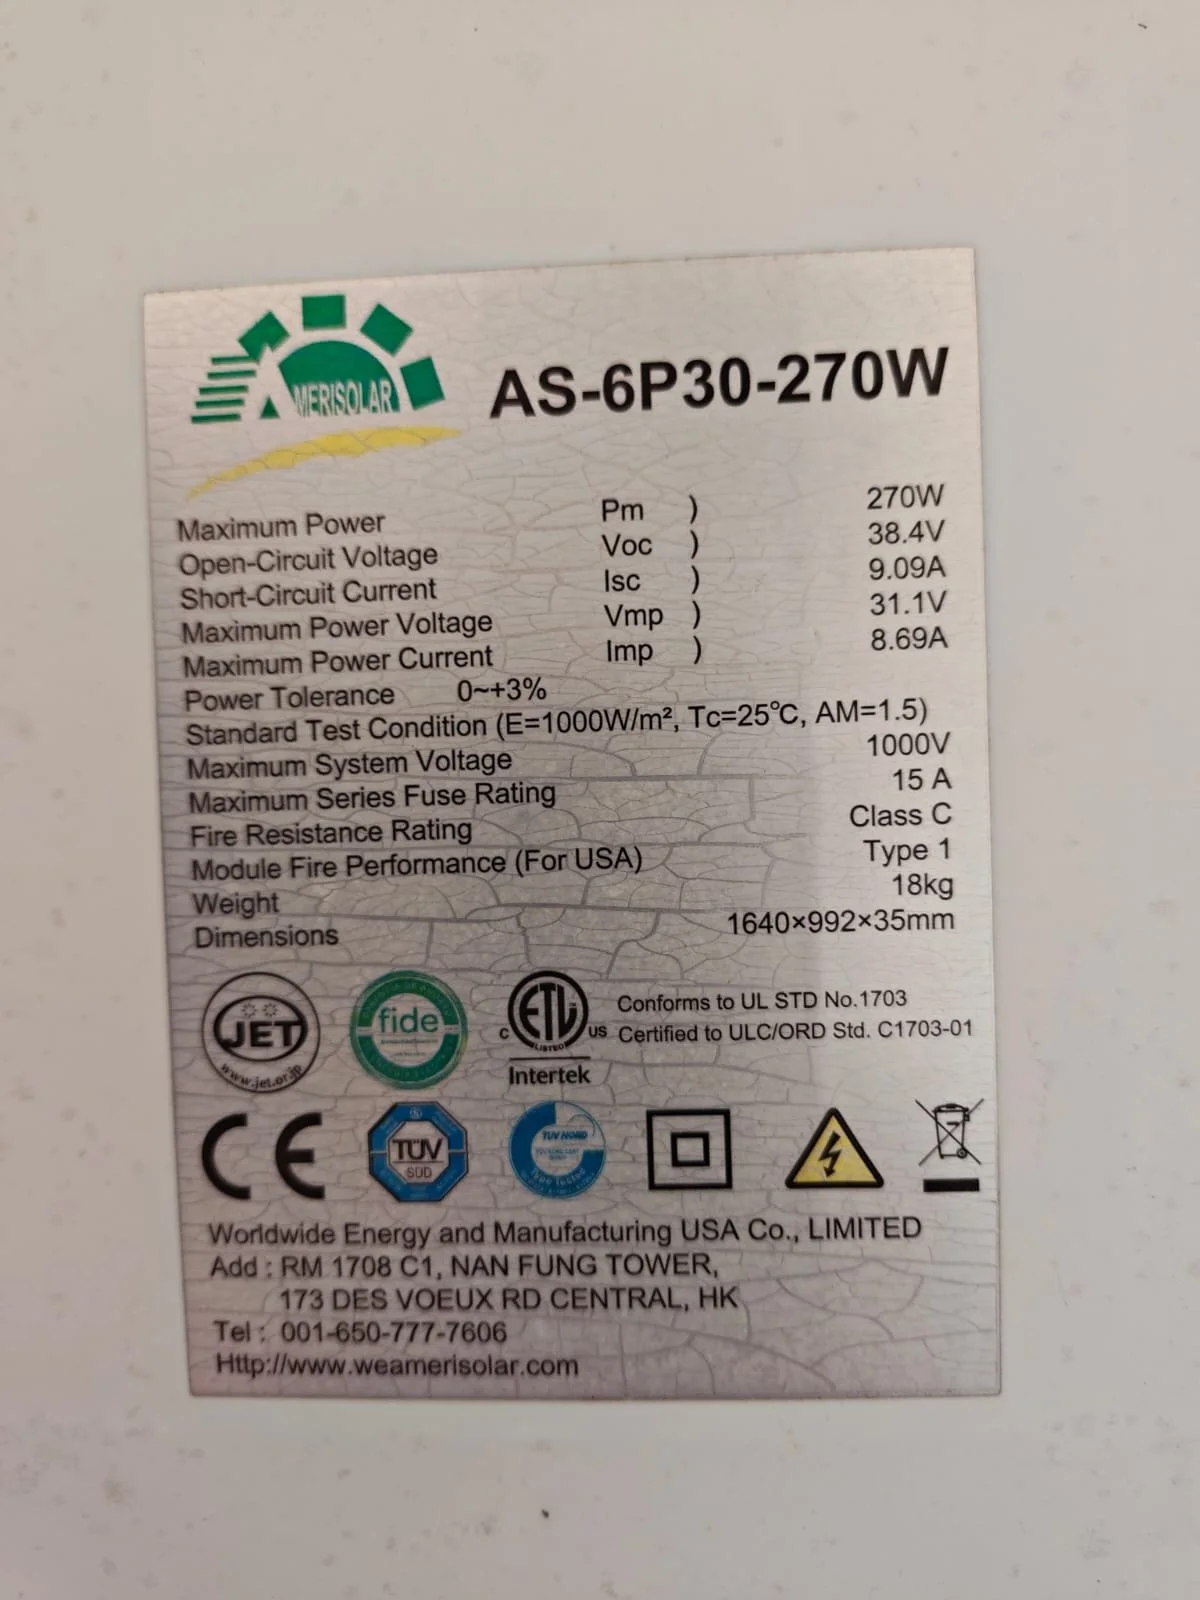 AMERISOLAR
AS-6P30-270W
Maximum Power Pm ) 270W
Open-Circuit Voltage Voc ) 38.4V
Short-Circuit Current Isc ) 9.09A
Maximum Power Voltage Vmp ) 31.1V
Maximum Power Current Imp ) 8.69A
Power Tolerance 0~+3%
Standard Test Condition (E=1000W/m², Tc=25℃, AM=1.5)
Maximum System Voltage 1000V
Maximum Series Fuse Rating 15 A
Fire Resistance Rating Class C
Module Fire Performance (For USA) Type 1
Weight 18kg
Dimensions 1640×992×35mm
JET
www.jet.or.jp
fide
ETL
LISTED
C US
Intertek
Conforms to UL STD No.1703
Certified to ULC/ORD Std. C1703-01
CE
TÜV
SÜD
TUV NORD
Type tested
Worldwide Energy and Manufacturing USA Co., LIMITED
Add : RM 1708 C1, NAN FUNG TOWER,
173 DES VOEUX RD CENTRAL, HK
Tel : 001-650-777-7606
Http://www.weamerisolar.com